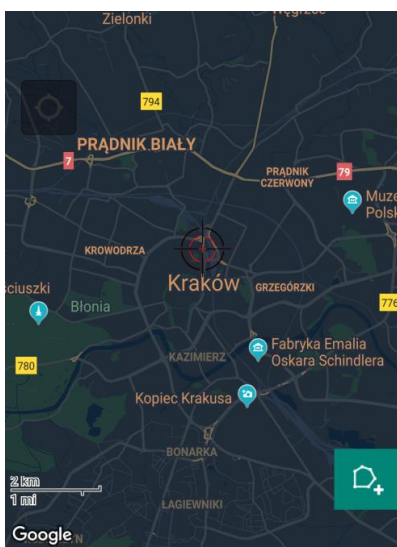 Zielonki
Węgrzce
794
PRĄDNIK BIAŁY
7
PRĄDNIK
CZERWONY
79
Muze
Polsk
KROWODRZA
Kraków
GRZEGÓRZKI
ściuszki
Błonia
776
Fabryka Emalia
Oskara Schindlera
KAZIMIERZ
780
Kopiec Krakusa
BONARKA
2 km
1 mi
ŁAGIEWNIKI
Google